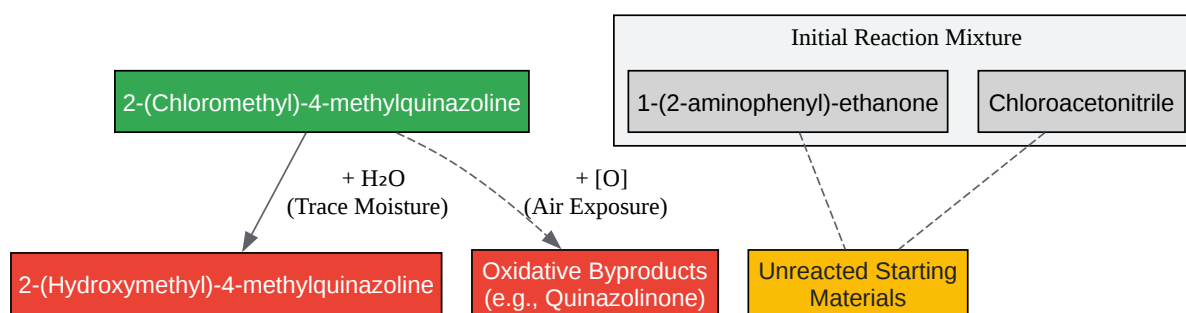 Initial Reaction Mixture
2-(Chloromethyl)-4-methylquinazoline
1-(2-aminophenyl)-ethanone
Chloroacetonitrile
+ H₂O
(Trace Moisture)
+ [O]
(Air Exposure)
2-(Hydroxymethyl)-4-methylquinazoline
Oxidative Byproducts
(e.g., Quinazolinone)
Unreacted Starting
Materials